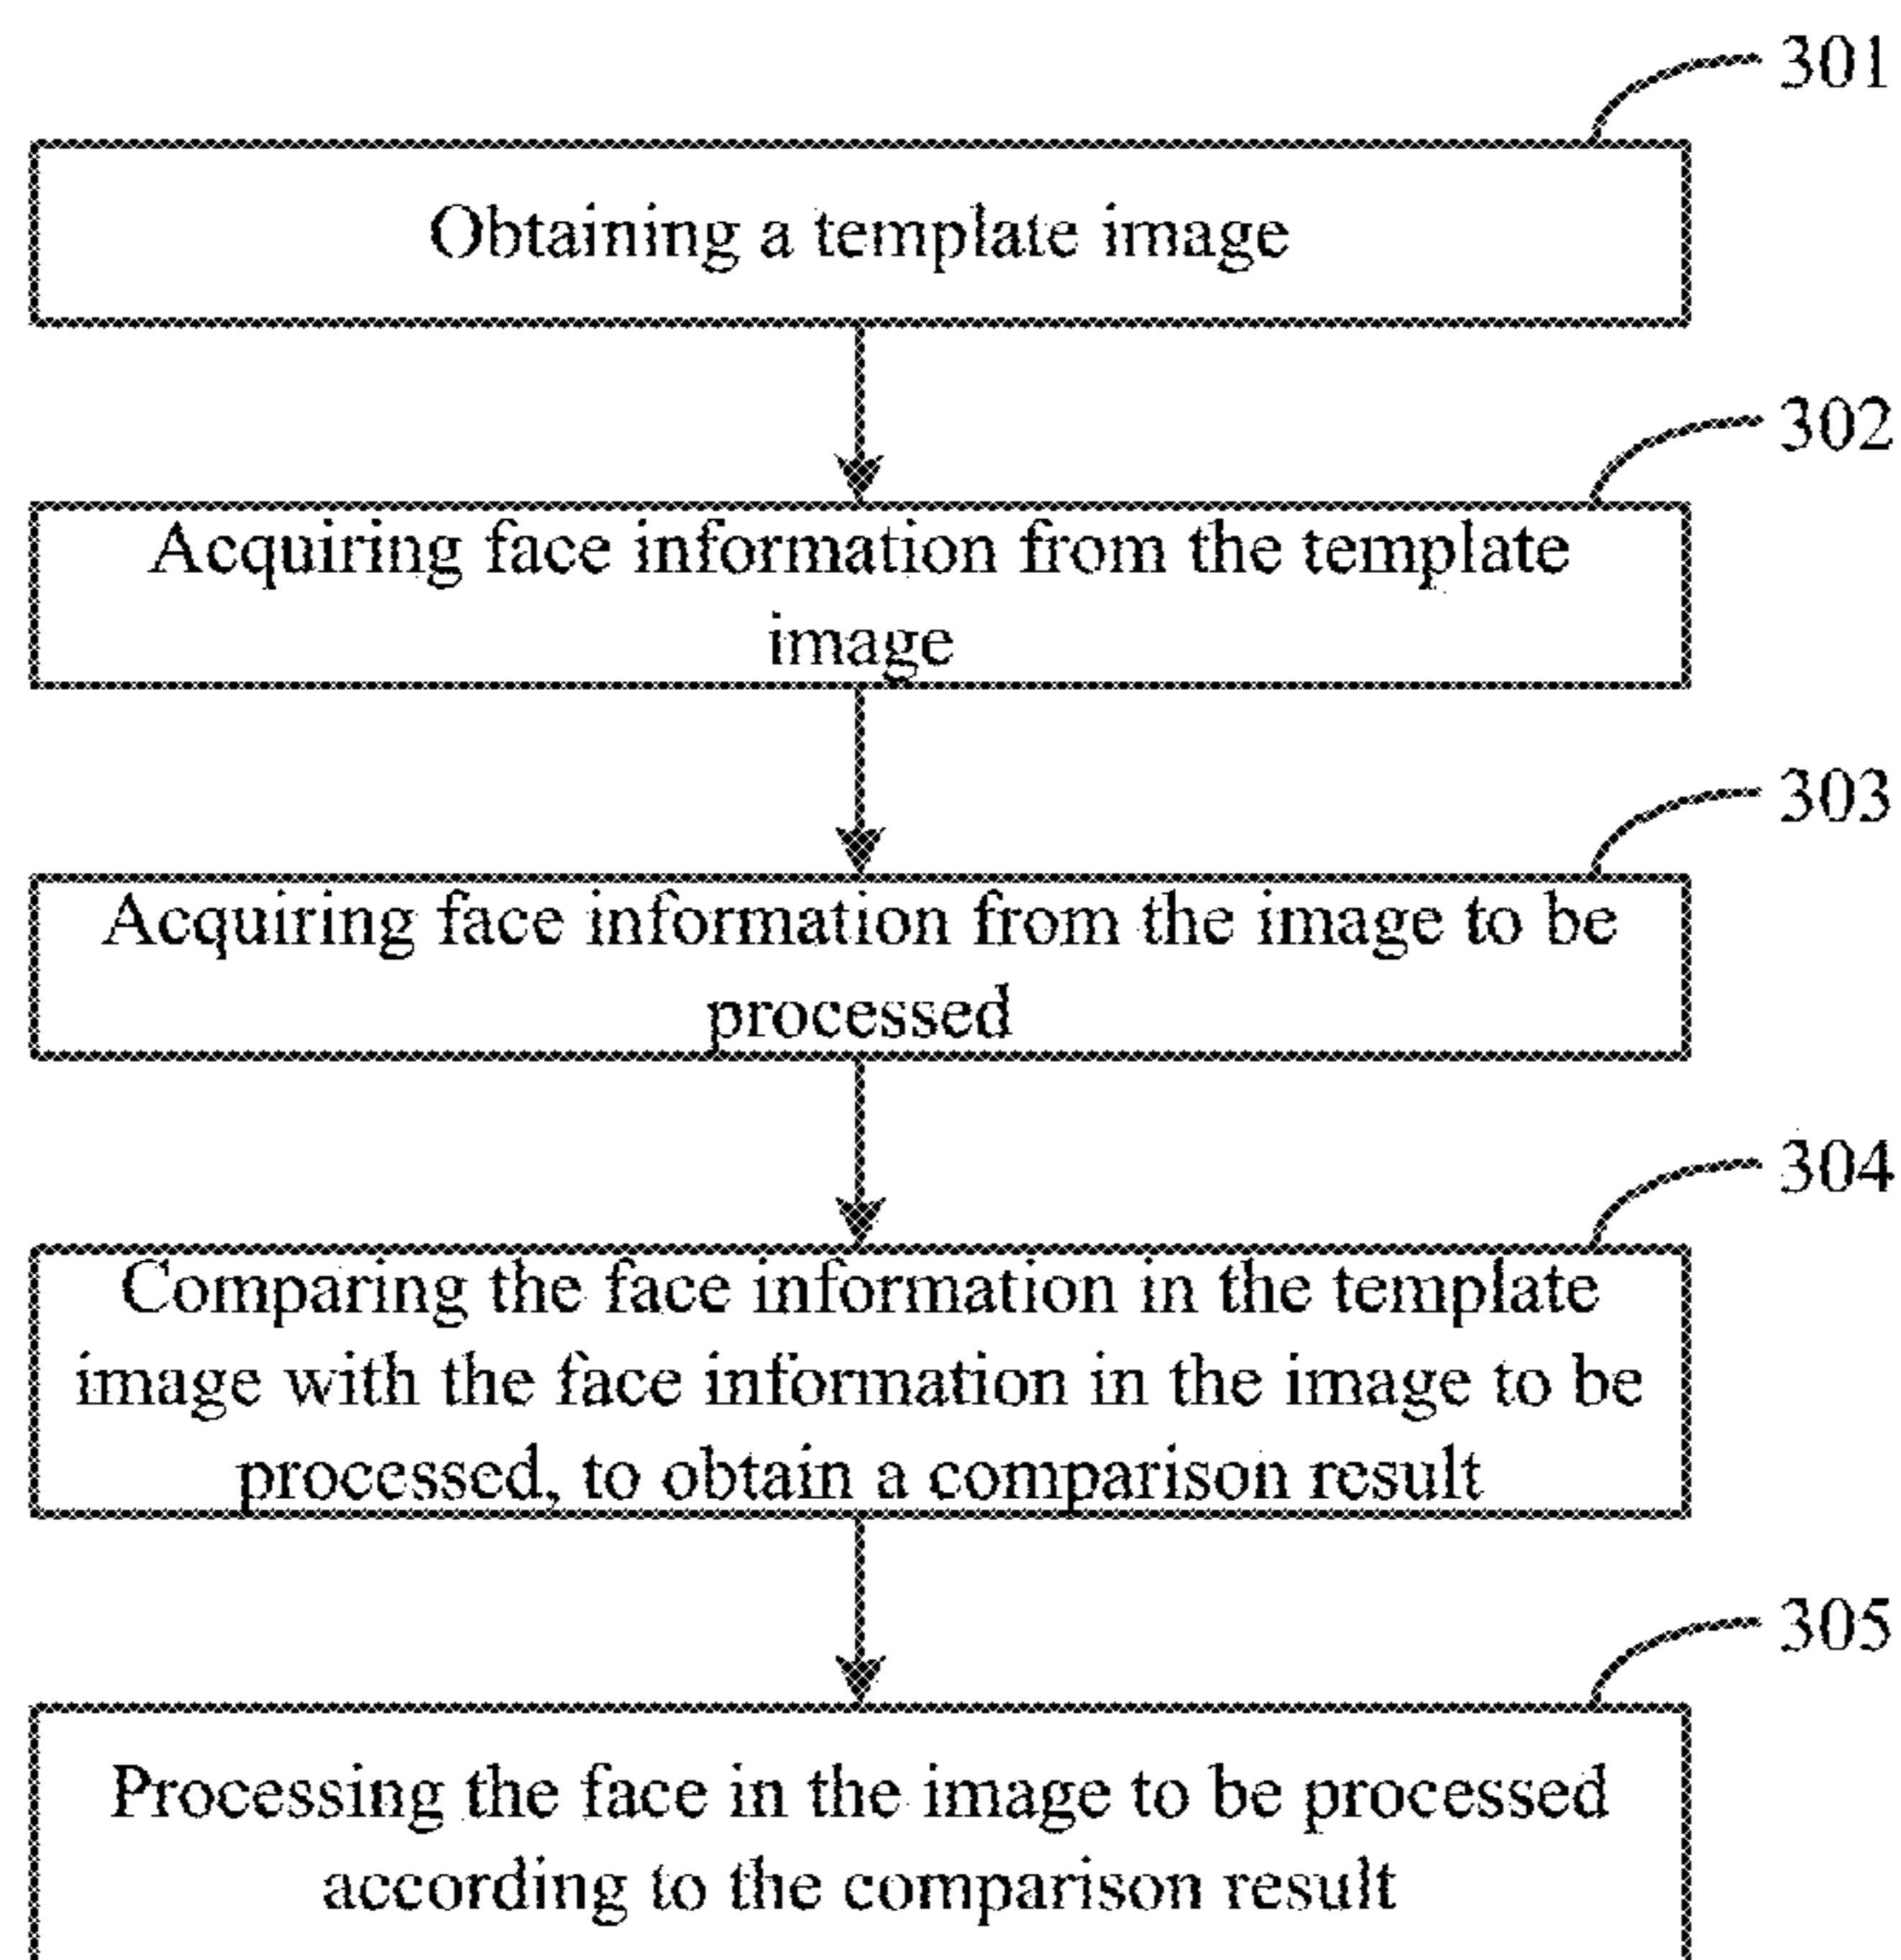 301
Obtaining a template image
302
Acquiring face information from the template
image
303
Acquiring face information from the image to be
processed
304
Comparing the face information in the template
image with the face information in the image to be
processed, to obtain a comparison result
305
Processing the face in the image to be processed
according to the comparison result